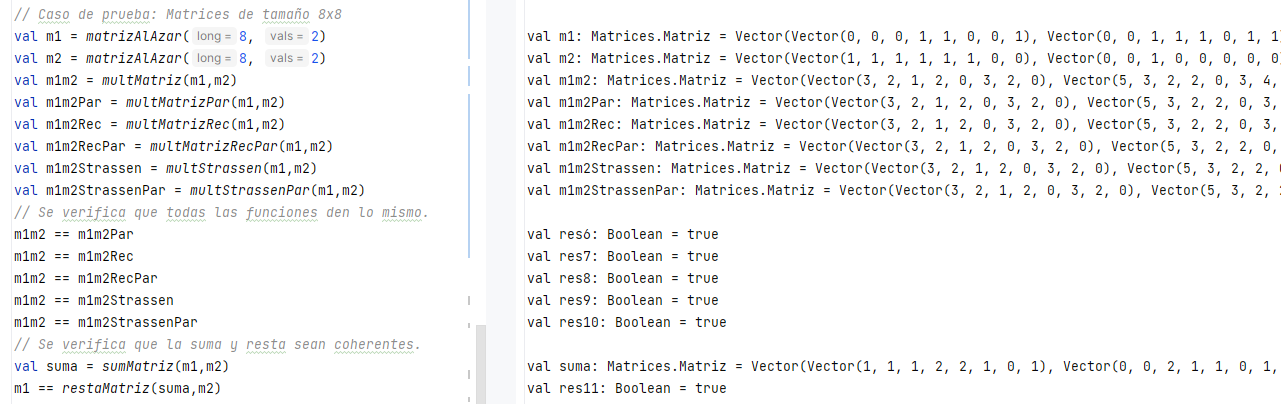 // Caso de prueba: Matrices de tamaño 8x8
val m1 = matrizAlAzar( long = 8, vals = 2)
val m2 = matrizAlAzar( long = 8, vals = 2)
val m1m2 = multMatriz(m1,m2)
val m1m2Par = multMatrizPar(m1,m2)
val m1m2Rec = multMatrizRec(m1,m2)
val m1m2RecPar = multMatrizRecPar(m1,m2)
val m1m2Strassen = multStrassen(m1,m2)
val m1m2StrassenPar = multStrassenPar(m1,m2)
// Se verifica que todas las funciones den lo mismo.
m1m2 == m1m2Par
m1m2 == m1m2Rec
m1m2 == m1m2RecPar
m1m2 == m1m2Strassen
m1m2 == m1m2StrassenPar
// Se verifica que la suma y resta sean coherentes.
val suma = sumMatriz(m1,m2)
m1 == restaMatriz(suma,m2)
val m1: Matrices.Matriz = Vector(Vector(0, 0, 0, 1, 1, 0, 0, 1), Vector(0, 0, 1, 1, 1, 0, 1, 1)
val m2: Matrices.Matriz = Vector(Vector(1, 1, 1, 1, 1, 1, 0, 0), Vector(0, 0, 1, 0, 0, 0, 0, 0)
val m1m2: Matrices.Matriz = Vector(Vector(3, 2, 1, 2, 0, 3, 2, 0), Vector(5, 3, 2, 2, 0, 3, 4,
val m1m2Par: Matrices.Matriz = Vector(Vector(3, 2, 1, 2, 0, 3, 2, 0), Vector(5, 3, 2, 2, 0, 3,
val m1m2Rec: Matrices.Matriz = Vector(Vector(3, 2, 1, 2, 0, 3, 2, 0), Vector(5, 3, 2, 2, 0, 3,
val m1m2RecPar: Matrices.Matriz = Vector(Vector(3, 2, 1, 2, 0, 3, 2, 0), Vector(5, 3, 2, 2, 0,
val m1m2Strassen: Matrices.Matriz = Vector(Vector(3, 2, 1, 2, 0, 3, 2, 0), Vector(5, 3, 2, 2,
val m1m2StrassenPar: Matrices.Matriz = Vector(Vector(3, 2, 1, 2, 0, 3, 2, 0), Vector(5, 3, 2,
val res6: Boolean = true
val res7: Boolean = true
val res8: Boolean = true
val res9: Boolean = true
val res10: Boolean = true
val suma: Matrices.Matriz = Vector(Vector(1, 1, 1, 2, 2, 1, 0, 1), Vector(0, 0, 2, 1, 1, 0, 1,
val res11: Boolean = true